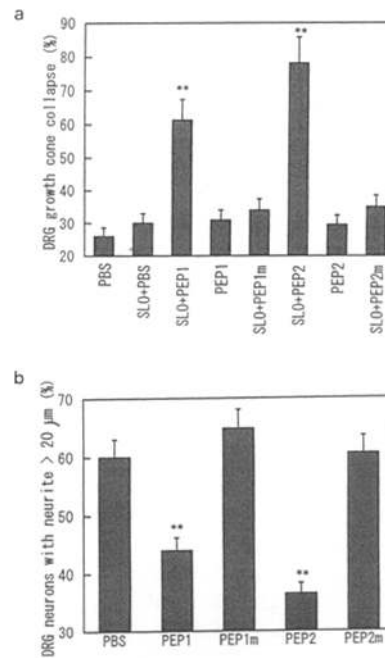 a
DRG growth cone collapse (%)
90
80
70
60
50
40
30
20
**
**
PBS
SLO+PBS
SLO+PEP1
PEP1
SLO+PEP1m
SLO+PEP2
PEP2
SLO+PEP2m
b
DRG neurons with neurite > 20 μm (%)
70
60
50
40
30
**
**
PBS
PEP1
PEP1m
PEP2
PEP2m